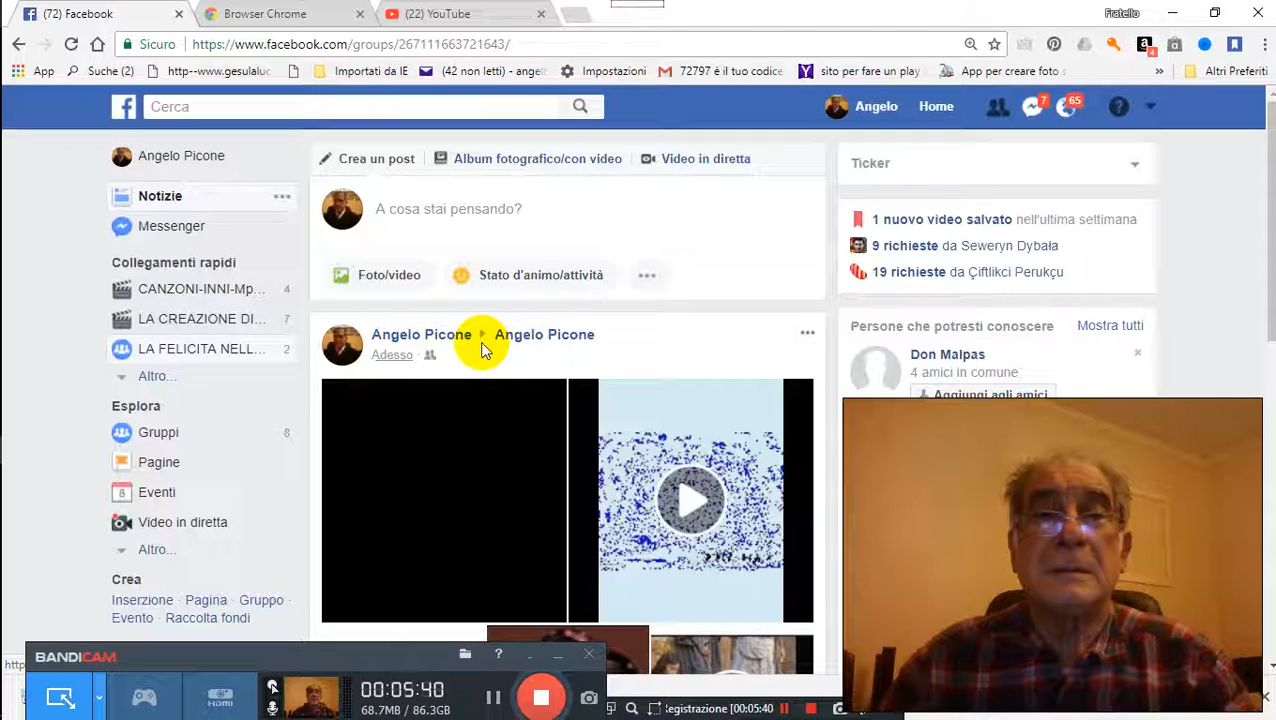 (72) Facebook
Browser Chrome
(22) YouTube
Fratello
Sicuro
https://www.facebook.com/groups/267111663721643/
App
Suche (2)
http--www-gesulaluc
Importati da IE
(42 non letti) - ange
Impostazioni
72791 è il tuo codice
sito per fare un play
App per creare foto s
»
Altri Preferiti
Cerca
Angelo
Home
7
65
Angelo Picone
Notizie
Messenger
Collegamenti rapidi
CANZONI-INNI-Mp... 4
LA CREAZIONE DI... 7
LA FELICITA NELL... 2
Altro...
Esplora
Gruppi 8
Pagine
Eventi
Video in diretta
Altro...
Crea
Inserzione · Pagina · Gruppo ·
Evento · Raccolta fondi
Crea un post
Album fotografico/con video
Video in diretta
A cosa stai pensando?
Foto/video
Stato d'animo/attività
Angelo Picone
Angelo Picone
Adesso
Ticker
1 nuovo video salvato nell'ultima settimana
9 richieste da Seweryn Dybała
19 richieste da Çiftlikci Perukçu
Persone che potresti conoscere
Mostra tutti
Don Malpas
4 amici in comune
Aggiungi agli amici
BANDICAM
HDMI
00:05:40
68.7MB / 86.3GB
Registrazione [00:05:40]